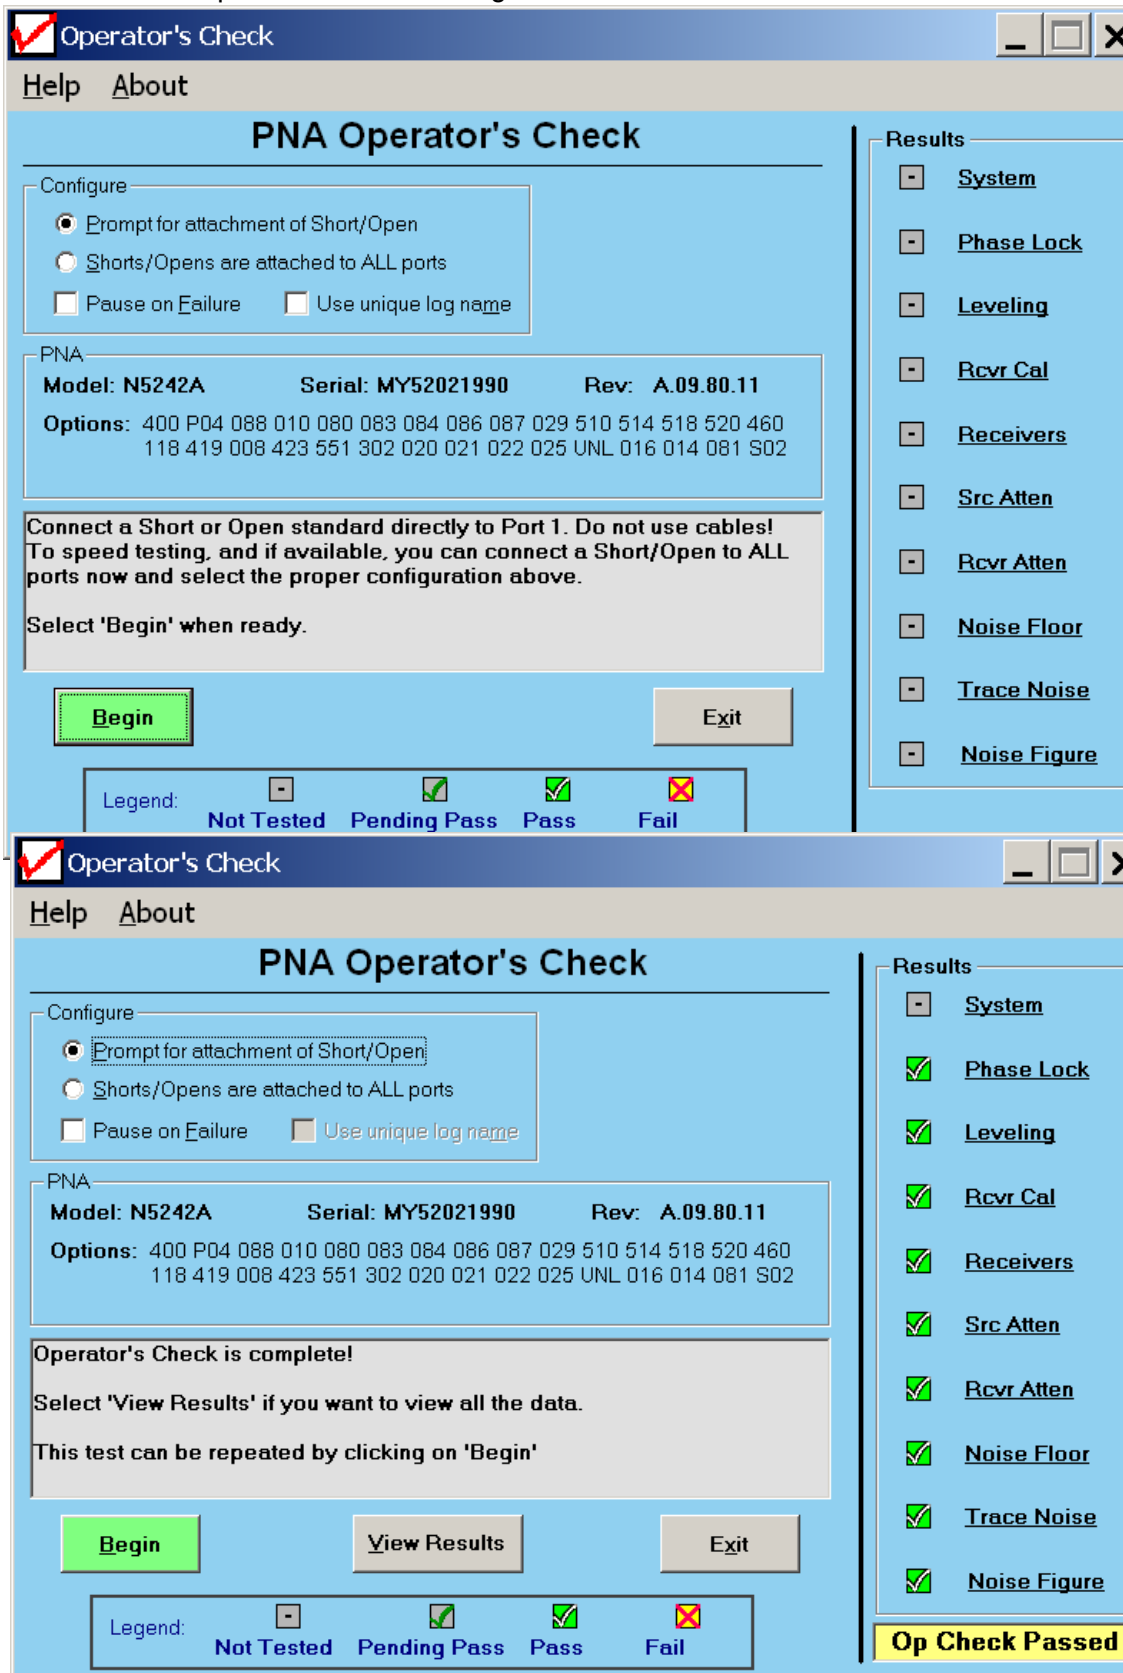 Operator's Check
Help About
PNA Operator's Check
Configure
Prompt for attachment of Short/Open
Shorts/Opens are attached to ALL ports
Pause on Failure Use unique log name
PNA
Model: N5242A Serial: MY52021990 Rev: A.09.80.11
Options: 400 P04 088 010 080 083 084 086 087 029 510 514 518 520 460
118 419 008 423 551 302 020 021 022 025 UNL 016 014 081 S02
Connect a Short or Open standard directly to Port 1. Do not use cables!
To speed testing, and if available, you can connect a Short/Open to ALL
ports now and select the proper configuration above.
Select 'Begin' when ready.
Begin Exit
Legend:
Not Tested Pending Pass Pass Fail
Results
System
Phase Lock
Leveling
Rcvr Cal
Receivers
Src Atten
Rcvr Atten
Noise Floor
Trace Noise
Noise Figure
Operator's Check
Help About
PNA Operator's Check
Configure
Prompt for attachment of Short/Open
Shorts/Opens are attached to ALL ports
Pause on Failure Use unique log name
PNA
Model: N5242A Serial: MY52021990 Rev: A.09.80.11
Options: 400 P04 088 010 080 083 084 086 087 029 510 514 518 520 460
118 419 008 423 551 302 020 021 022 025 UNL 016 014 081 S02
Operator's Check is complete!
Select 'View Results' if you want to view all the data.
This test can be repeated by clicking on 'Begin'
Begin View Results Exit
Legend:
Not Tested Pending Pass Pass Fail
Results
System
Phase Lock
Leveling
Rcvr Cal
Receivers
Src Atten
Rcvr Atten
Noise Floor
Trace Noise
Noise Figure
Op Check Passed